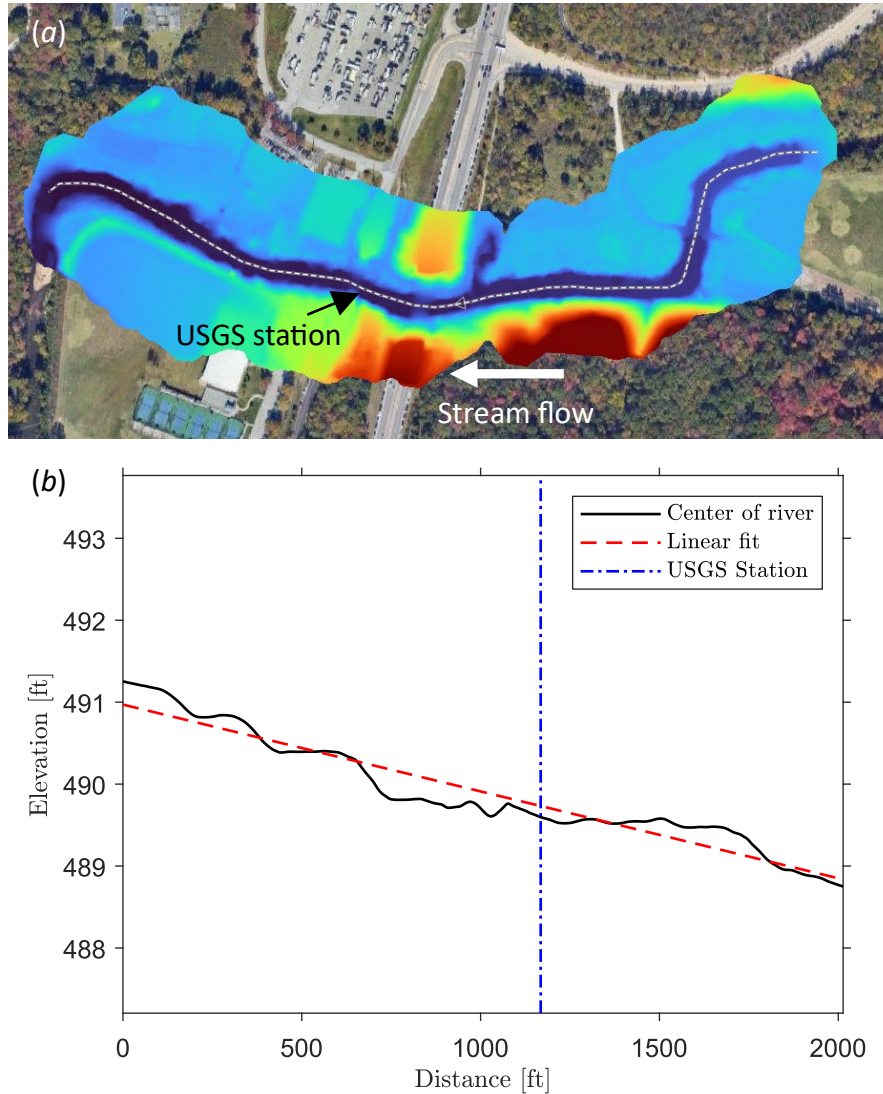 (a)
USGS station
Stream flow
(b)
Center of river
Linear fit
USGS Station
493
492
491
490
489
488
Elevation [ft]
0 500 1000 1500 2000
Distance [ft]